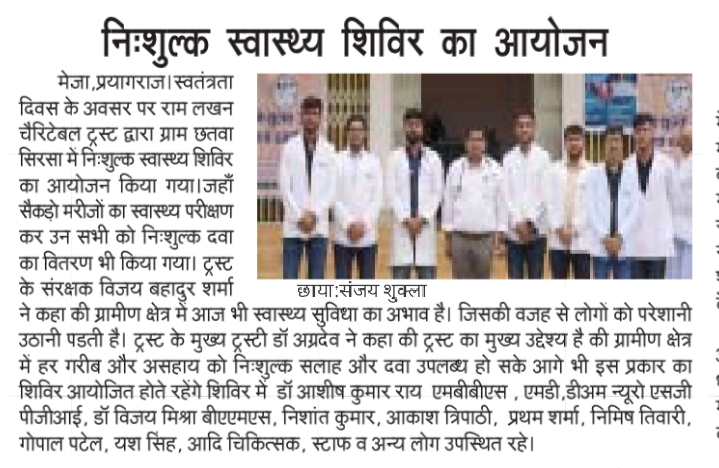 निःशुल्क स्वास्थ्य शिविर का आयोजन
मेजा,प्रयागराज।स्वतंत्रता
दिवस के अवसर पर राम लखन
चैरिटेबल ट्रस्ट द्वारा ग्राम छतवा
सिरसा में निःशुल्क स्वास्थ्य शिविर
का आयोजन किया गया।जहाँ
सैकड़ो मरीजों का स्वास्थ्य परीक्षण
कर उन सभी को निःशुल्क दवा
का वितरण भी किया गया। ट्रस्ट
के संरक्षक विजय बहादुर शर्मा
छाया:संजय शुक्ला
ने कहा की ग्रामीण क्षेत्र में आज भी स्वास्थ्य सुविधा का अभाव है। जिसकी वजह से लोगों को परेशानी
उठानी पडती है। ट्रस्ट के मुख्य ट्रस्टी डॉ अग्रदेव ने कहा की ट्रस्ट का मुख्य उद्देश्य है की ग्रामीण क्षेत्र
में हर गरीब और असहाय को निःशुल्क सलाह और दवा उपलब्ध हो सके आगे भी इस प्रकार का
शिविर आयोजित होते रहेंगे शिविर में डॉ आशीष कुमार राय एमबीबीएस , एमडी,डीअम न्यूरो एसजी
पीजीआई, डॉ विजय मिश्रा बीएएमएस, निशांत कुमार, आकाश त्रिपाठी, प्रथम शर्मा, निमिष तिवारी,
गोपाल पटेल, यश सिंह, आदि चिकित्सक, स्टाफ व अन्य लोग उपस्थित रहे।